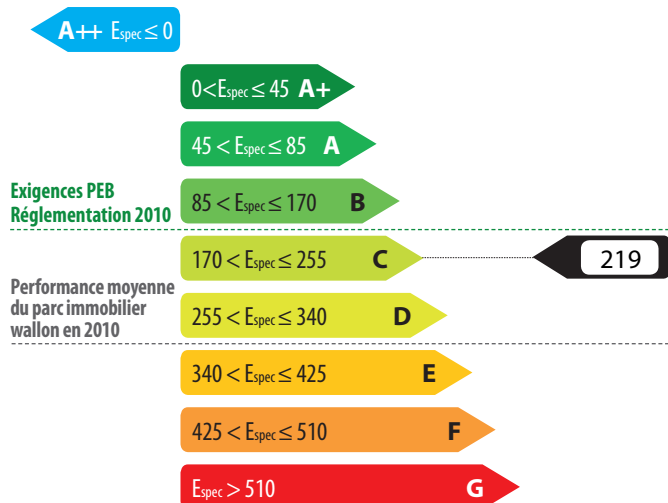 A++ Espec ≤ 0
0 < Espec ≤ 45 A+
45 < Espec ≤ 85 A
Exigences PEB
Réglementation 2010
85 < Espec ≤ 170 B
170 < Espec ≤ 255 C
219
Performance moyenne
du parc immobilier
wallon en 2010
255 < Espec ≤ 340 D
340 < Espec ≤ 425 E
425 < Espec ≤ 510 F
Espec > 510 G